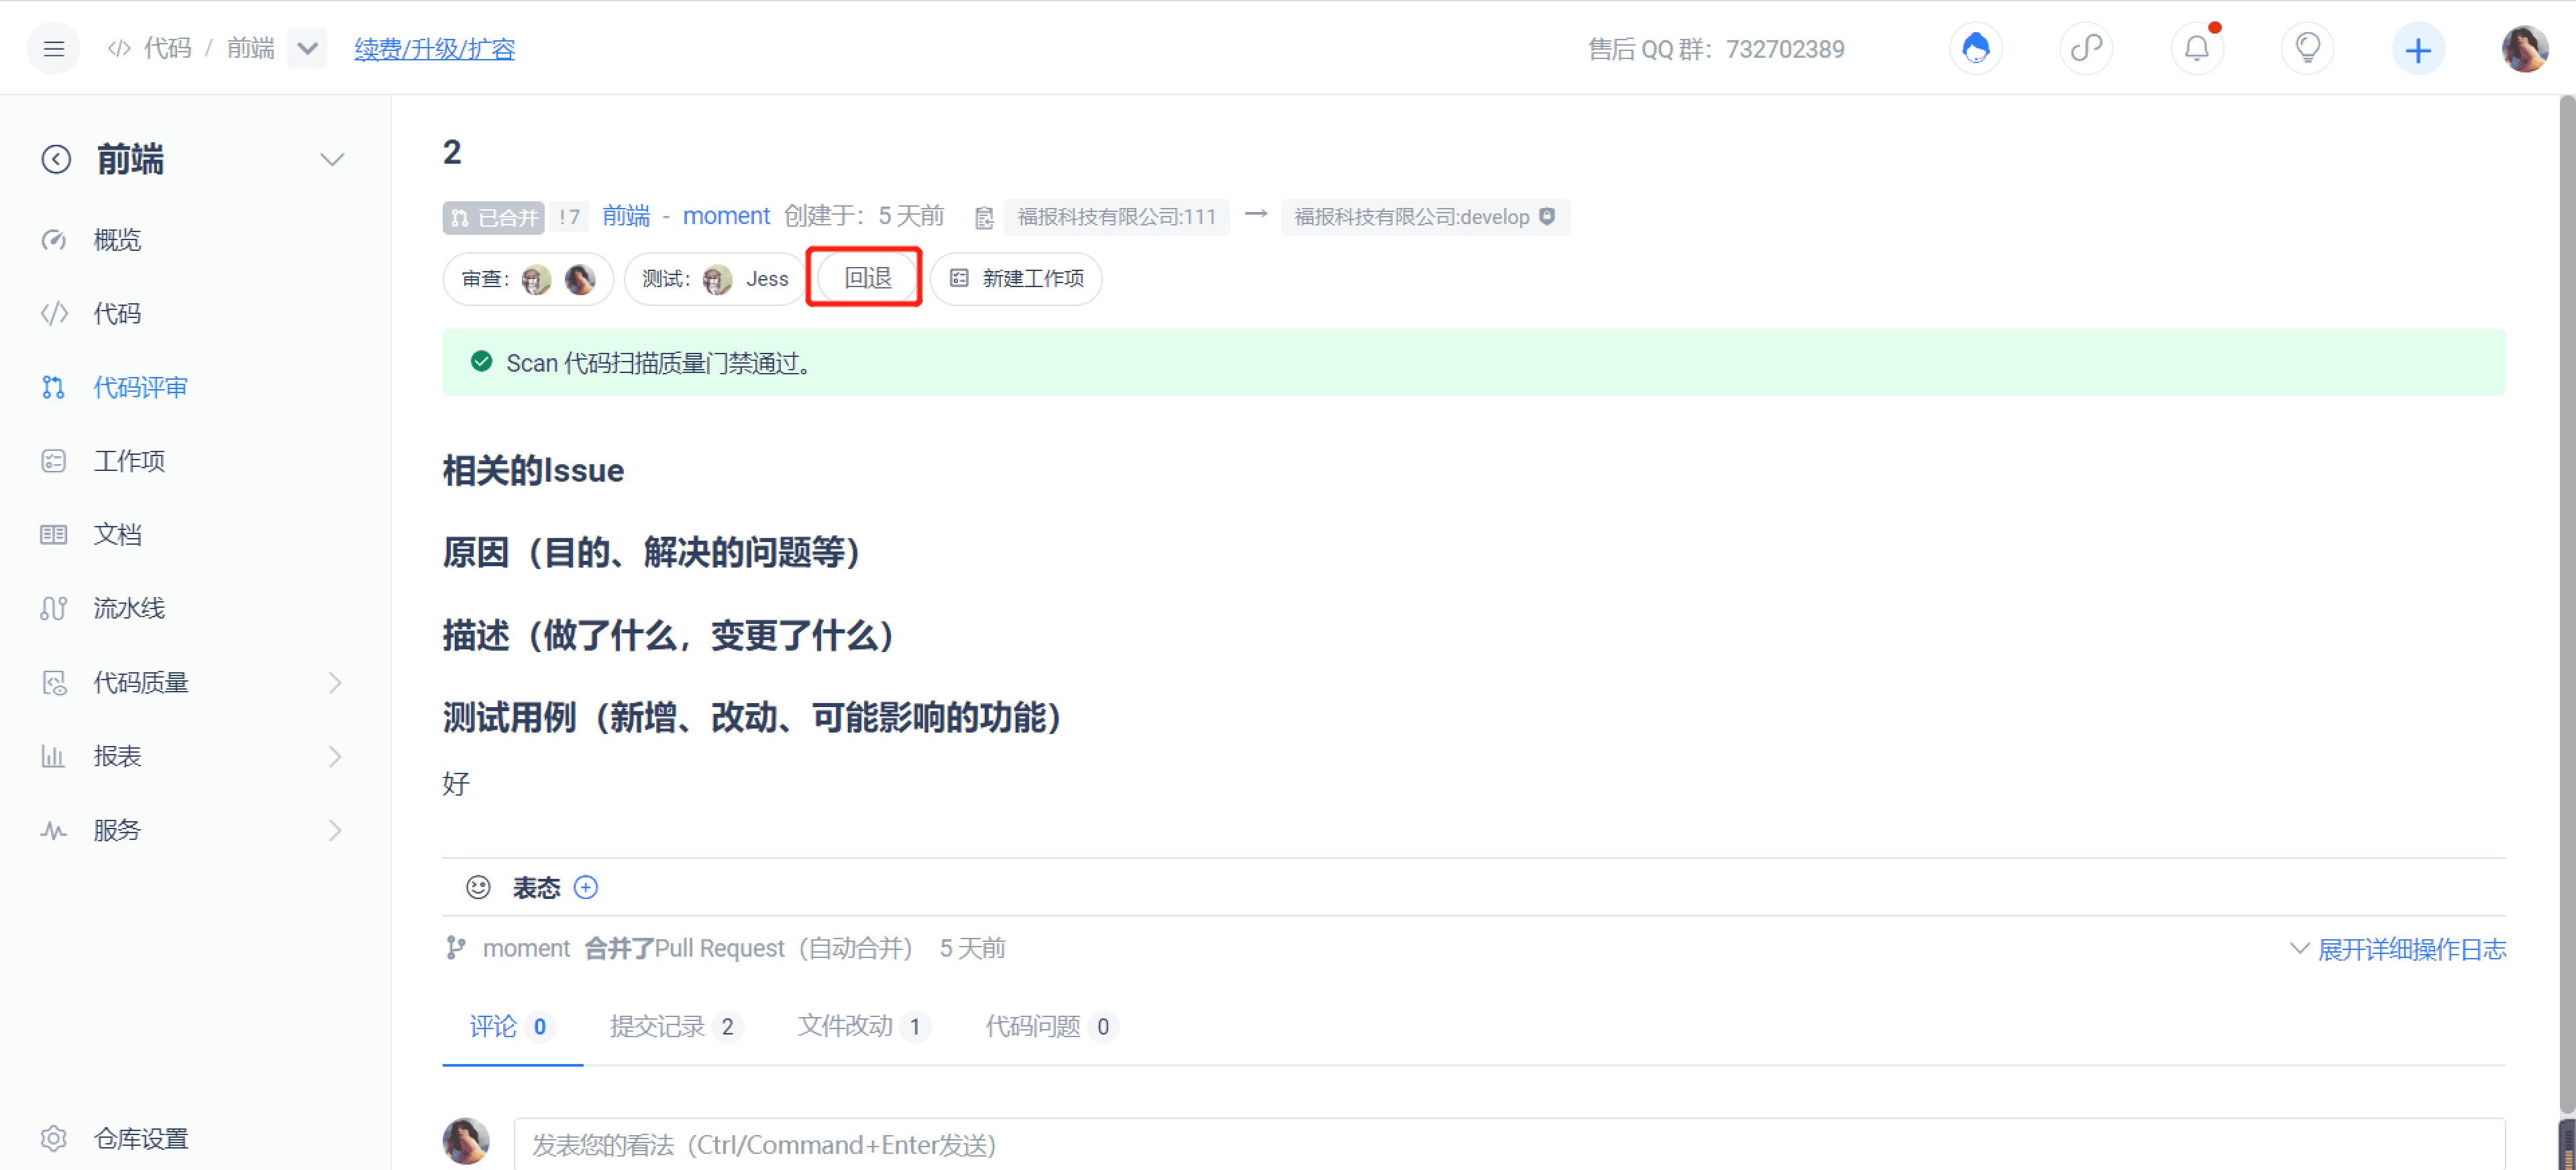 代码 / 前端 续费/升级/扩容 售后 QQ 群：732702389
前端
概览
代码
代码评审
工作项
文档
流水线
代码质量
报表
服务
仓库设置
2
已合并 !7 前端 - moment 创建于：5 天前 福报科技有限公司:111 → 福报科技有限公司:develop
审查： 测试： Jess 回退 新建工作项
Scan 代码扫描质量门禁通过。
相关的Issue
原因（目的、解决的问题等）
描述（做了什么，变更了什么）
测试用例（新增、改动、可能影响的功能）
好
表态
moment 合并了Pull Request（自动合并） 5 天前 展开详细操作日志
评论 0 提交记录 2 文件改动 1 代码问题 0
发表您的看法（Ctrl/Command+Enter发送）